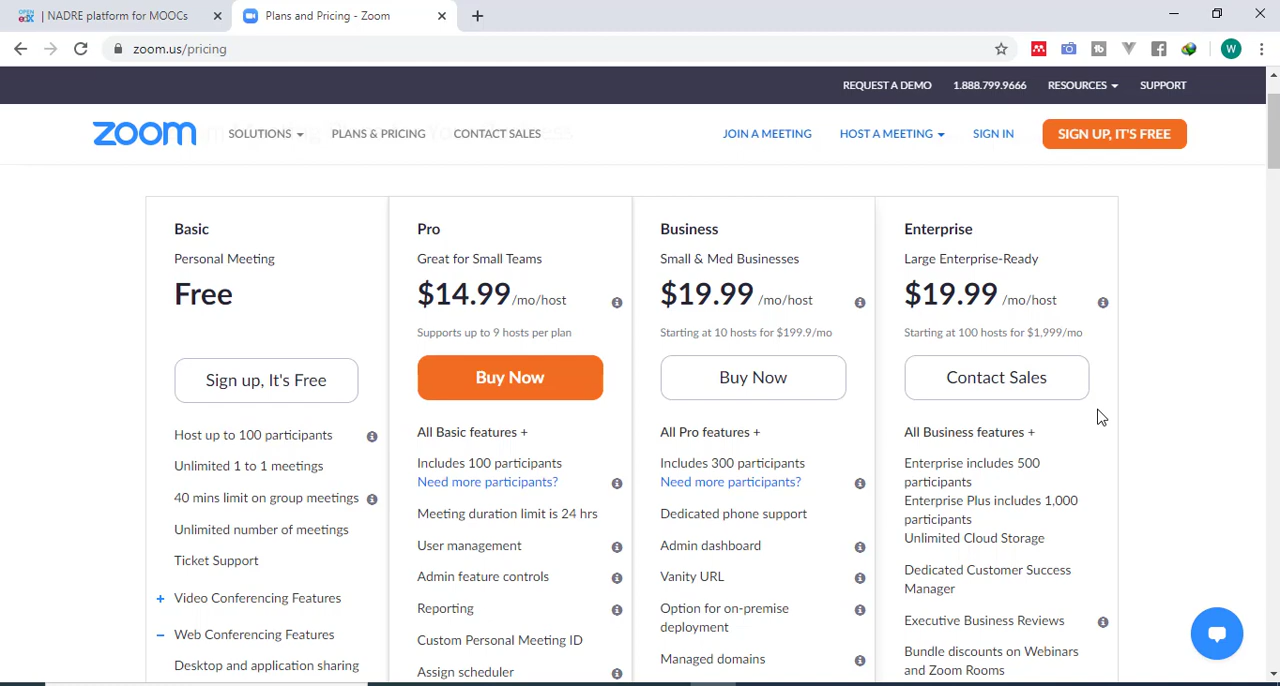 | NADRE platform for MOOCs
Plans and Pricing - Zoom
zoom.us/pricing
W
REQUEST A DEMO 1.888.799.9666 RESOURCES SUPPORT
zoom SOLUTIONS PLANS & PRICING CONTACT SALES JOIN A MEETING HOST A MEETING SIGN IN SIGN UP, IT'S FREE
Basic
Personal Meeting
Free
Sign up, It's Free
Host up to 100 participants
Unlimited 1 to 1 meetings
40 mins limit on group meetings
Unlimited number of meetings
Ticket Support
+ Video Conferencing Features
− Web Conferencing Features
Desktop and application sharing
Pro
Great for Small Teams
$14.99/mo/host
Supports up to 9 hosts per plan
Buy Now
All Basic features +
Includes 100 participants
Need more participants?
Meeting duration limit is 24 hrs
User management
Admin feature controls
Reporting
Custom Personal Meeting ID
Assign scheduler
Business
Small & Med Businesses
$19.99 /mo/host
Starting at 10 hosts for $199.9/mo
Buy Now
All Pro features +
Includes 300 participants
Need more participants?
Dedicated phone support
Admin dashboard
Vanity URL
Option for on-premise
deployment
Managed domains
Enterprise
Large Enterprise-Ready
$19.99 /mo/host
Starting at 100 hosts for $1,999/mo
Contact Sales
All Business features +
Enterprise includes 500
participants
Enterprise Plus includes 1,000
participants
Unlimited Cloud Storage
Dedicated Customer Success
Manager
Executive Business Reviews
Bundle discounts on Webinars
and Zoom Rooms